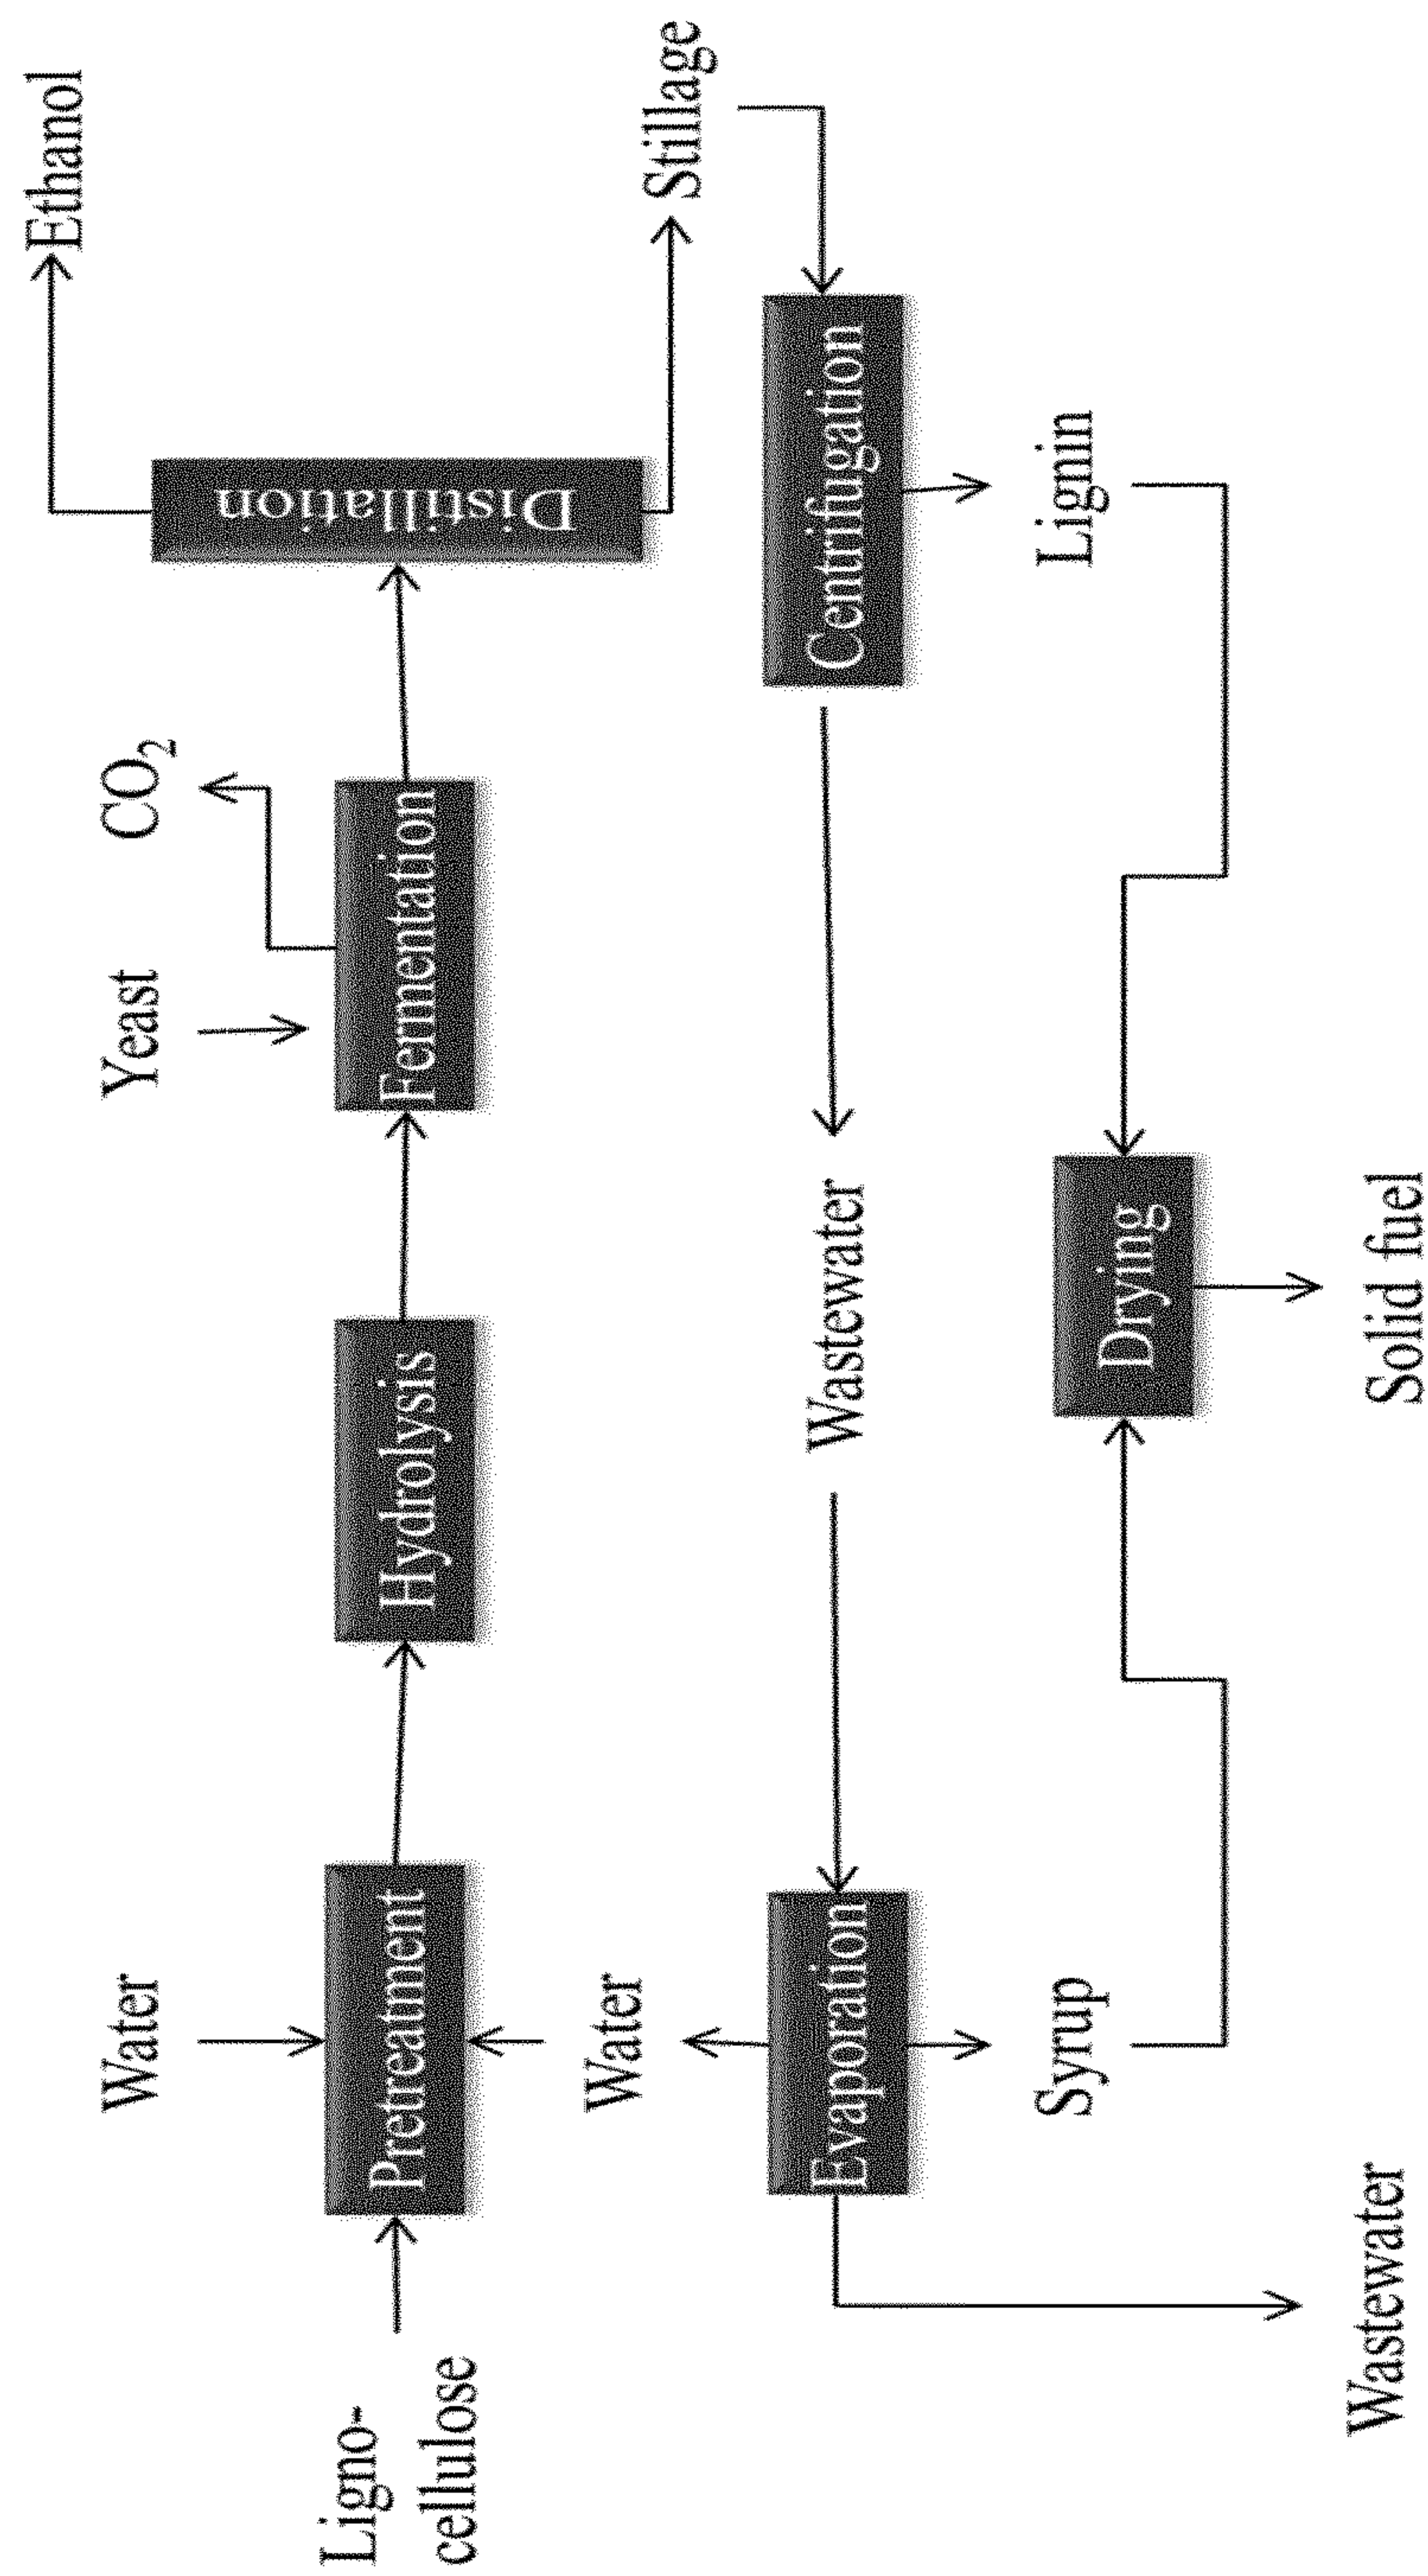 Ethanol
Water
Yeast
CO2
Ligno-
cellulose
Pretreatment
Hydrolysis
Fermentation
Distillation
Water
Stillage
Evaporation
Wastewater
Centrifugation
Syrup
Drying
Lignin
Wastewater
Solid fuel